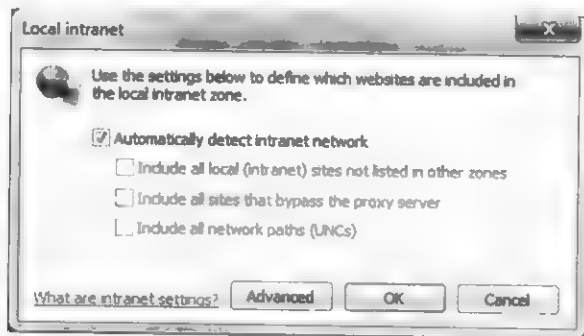 Local intranet
Use the settings below to define which websites are included in
the local intranet zone.
Automatically detect intranet network
Include all local (intranet) sites not listed in other zones
Include all sites that bypass the proxy server
Include all network paths (UNCs)
What are intranet settings?
Advanced
OK
Cancel